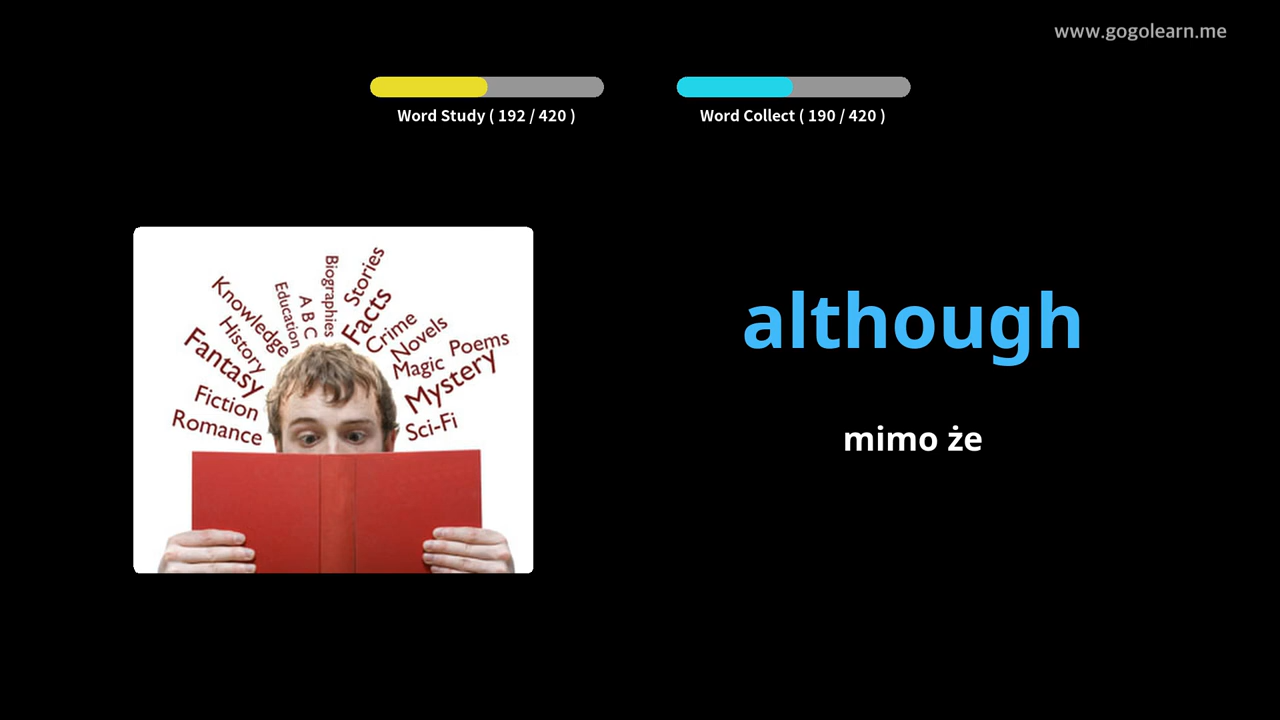 www.gogolearn.me
Word Study ( 192 / 420 )
Word Collect ( 190 / 420 )
Knowledge
Education
A B C
Biographies
Stories
Facts
History
Crime
Novels
Fantasy
Magic
Poems
Mystery
Fiction
Romance
Sci-Fi
although
mimo że